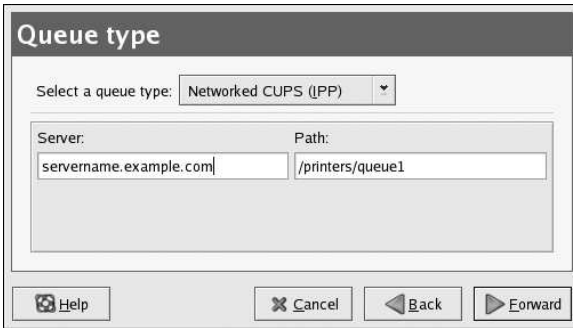 Queue type
Select a queue type: Networked CUPS (IPP)
Server: Path:
servername.example.com /printers/queue1
Help Cancel Back Forward